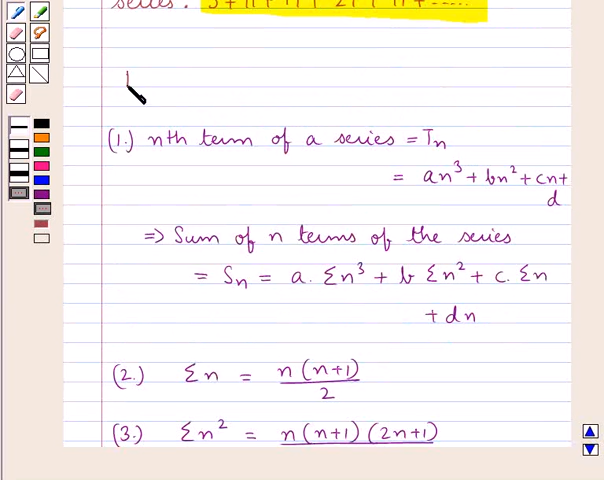 series.
(1.) nth term of a series = Tn
= an³ + bn² + cn +
d
⇒ Sum of n terms of the series
= Sn = a. Σn³ + b Σn² + c. Σn
+ dn
(2.) Σn = n(n+1)
2
(3.) Σn² = n(n+1)(2n+1)